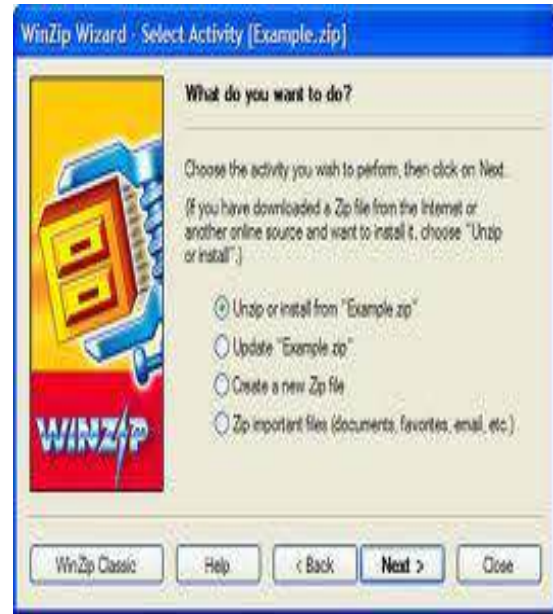 WinZip Wizard - Select Activity [Example.zip]
What do you want to do?
Choose the activity you wish to perform, then click on Next.
(If you have downloaded a Zip file from the Internet or
another online source and want to install it, choose "Unzip
or install".)
Unzip or install from "Example.zip"
Update "Example.zip"
Create a new Zip file
Zip important files (documents, favorites, email, etc.)
WINZIP
WinZip Classic
Help
< Back
Next >
Close